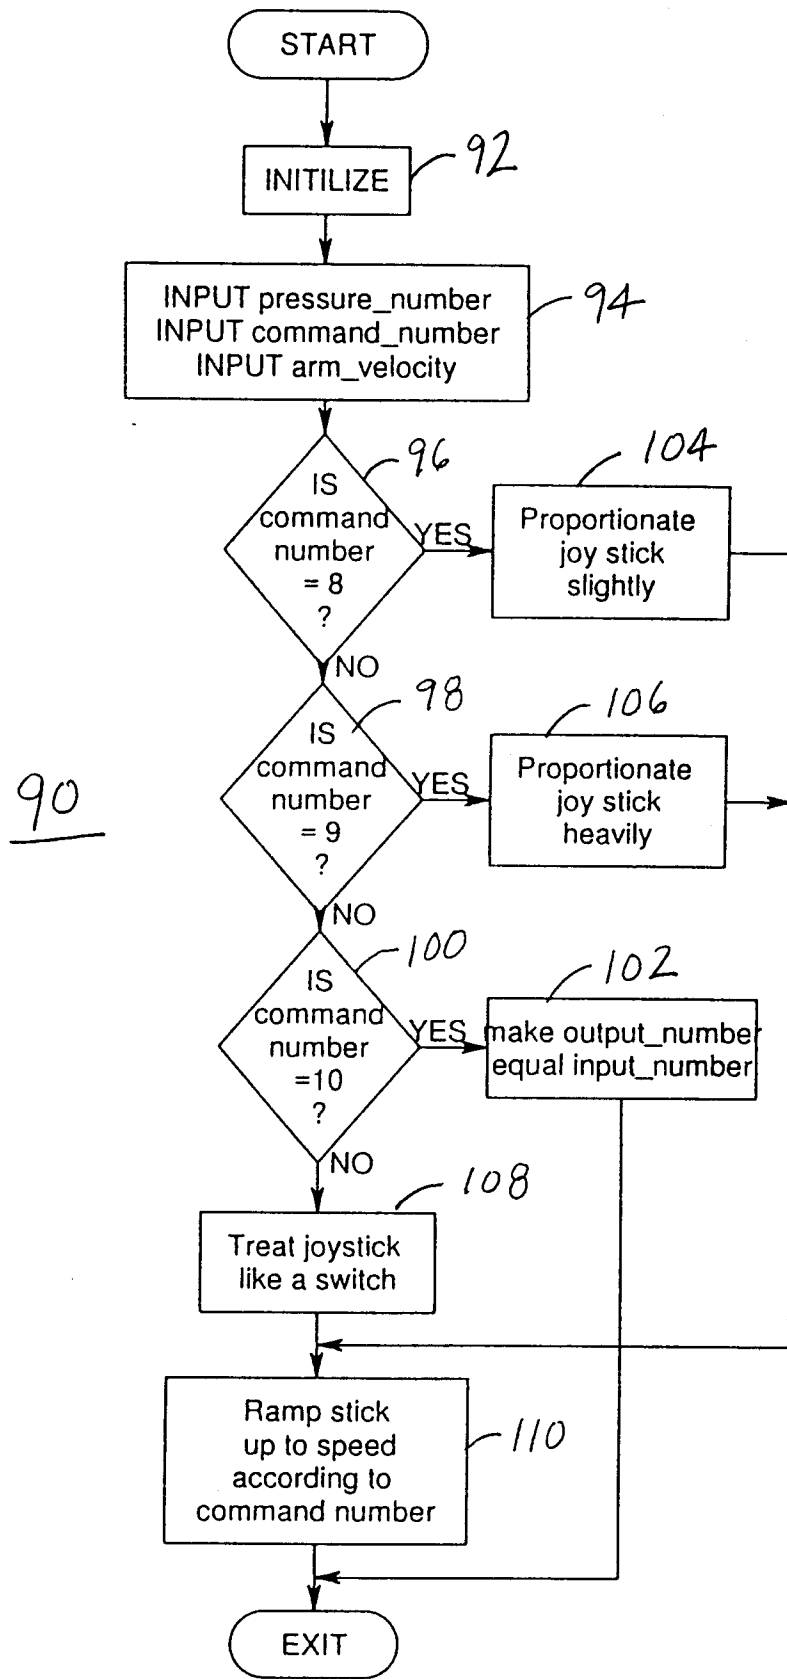 START
92
INITILIZE
94
INPUT pressure_number
INPUT command_number
INPUT arm_velocity
96
IS
command
number
= 8
?
YES
104
Proportionate
joy stick
slightly
NO
98
IS
command
number
= 9
?
YES
106
Proportionate
joy stick
heavily
90
NO
100
IS
command
number
=10
?
YES
102
make output_number
equal input_number
NO
108
Treat joystick
like a switch
Ramp stick
up to speed
according to
command number
110
EXIT